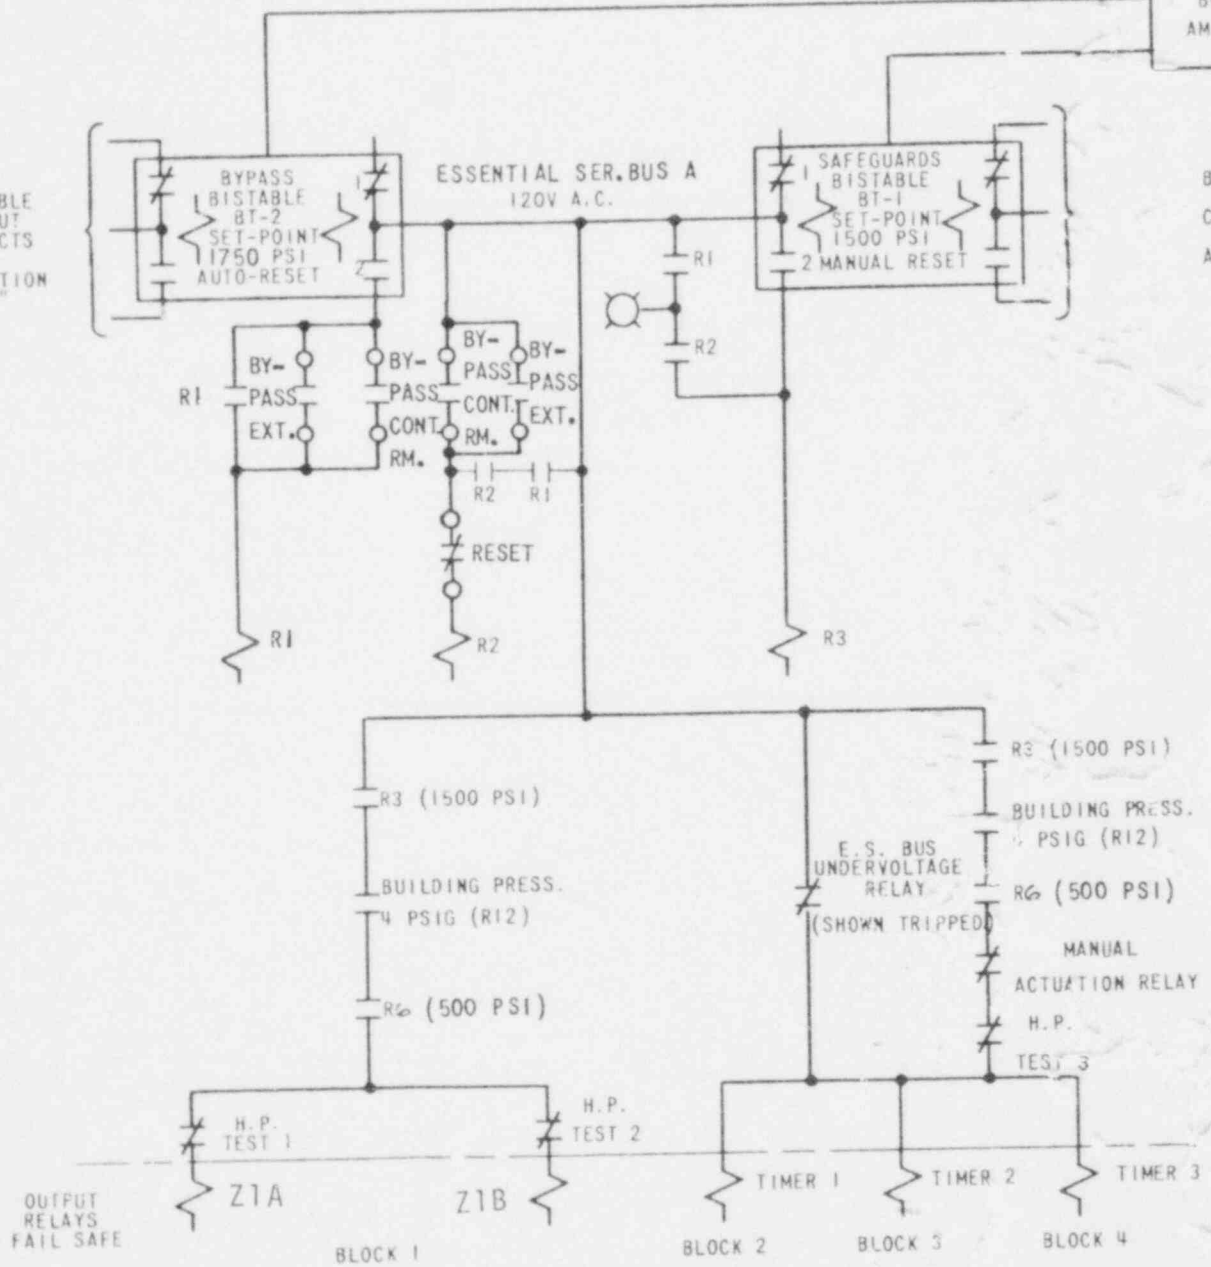 AM
ESSENTIAL SER.BUS A
120V A.C.
BYPASS
BISTABLE
BT-2
SET-POINT
1750 PSI
AUTO-RESET
1
2
SAFEGUARDS
BISTABLE
BT-1
SET-POINT
1500 PSI
MANUAL RESET
1
2
BLE
UT
CTS
TION
B
C
A
R1
R2
R1
BY-
PASS
EXT.
BY-
PASS
CONT.
RM.
BY-
PASS
CONT.
RM.
BY-
PASS
EXT.
R2
R1
RESET
R1
R2
R3
R3 (1500 PSI)
BUILDING PRESS.
4 PSIG (R12)
R6 (500 PSI)
E.S. BUS
UNDERVOLTAGE
RELAY
(SHOWN TRIPPED)
R3 (1500 PSI)
BUILDING PRESS.
PSIG (R12)
R6 (500 PSI)
MANUAL
ACTUATION RELAY
H.P.
TEST 3
H.P.
TEST 1
H.P.
TEST 2
OUTPUT
RELAYS
FAIL SAFE
Z1A
Z1B
TIMER 1
TIMER 2
TIMER 3
BLOCK 1
BLOCK 2
BLOCK 3
BLOCK 4